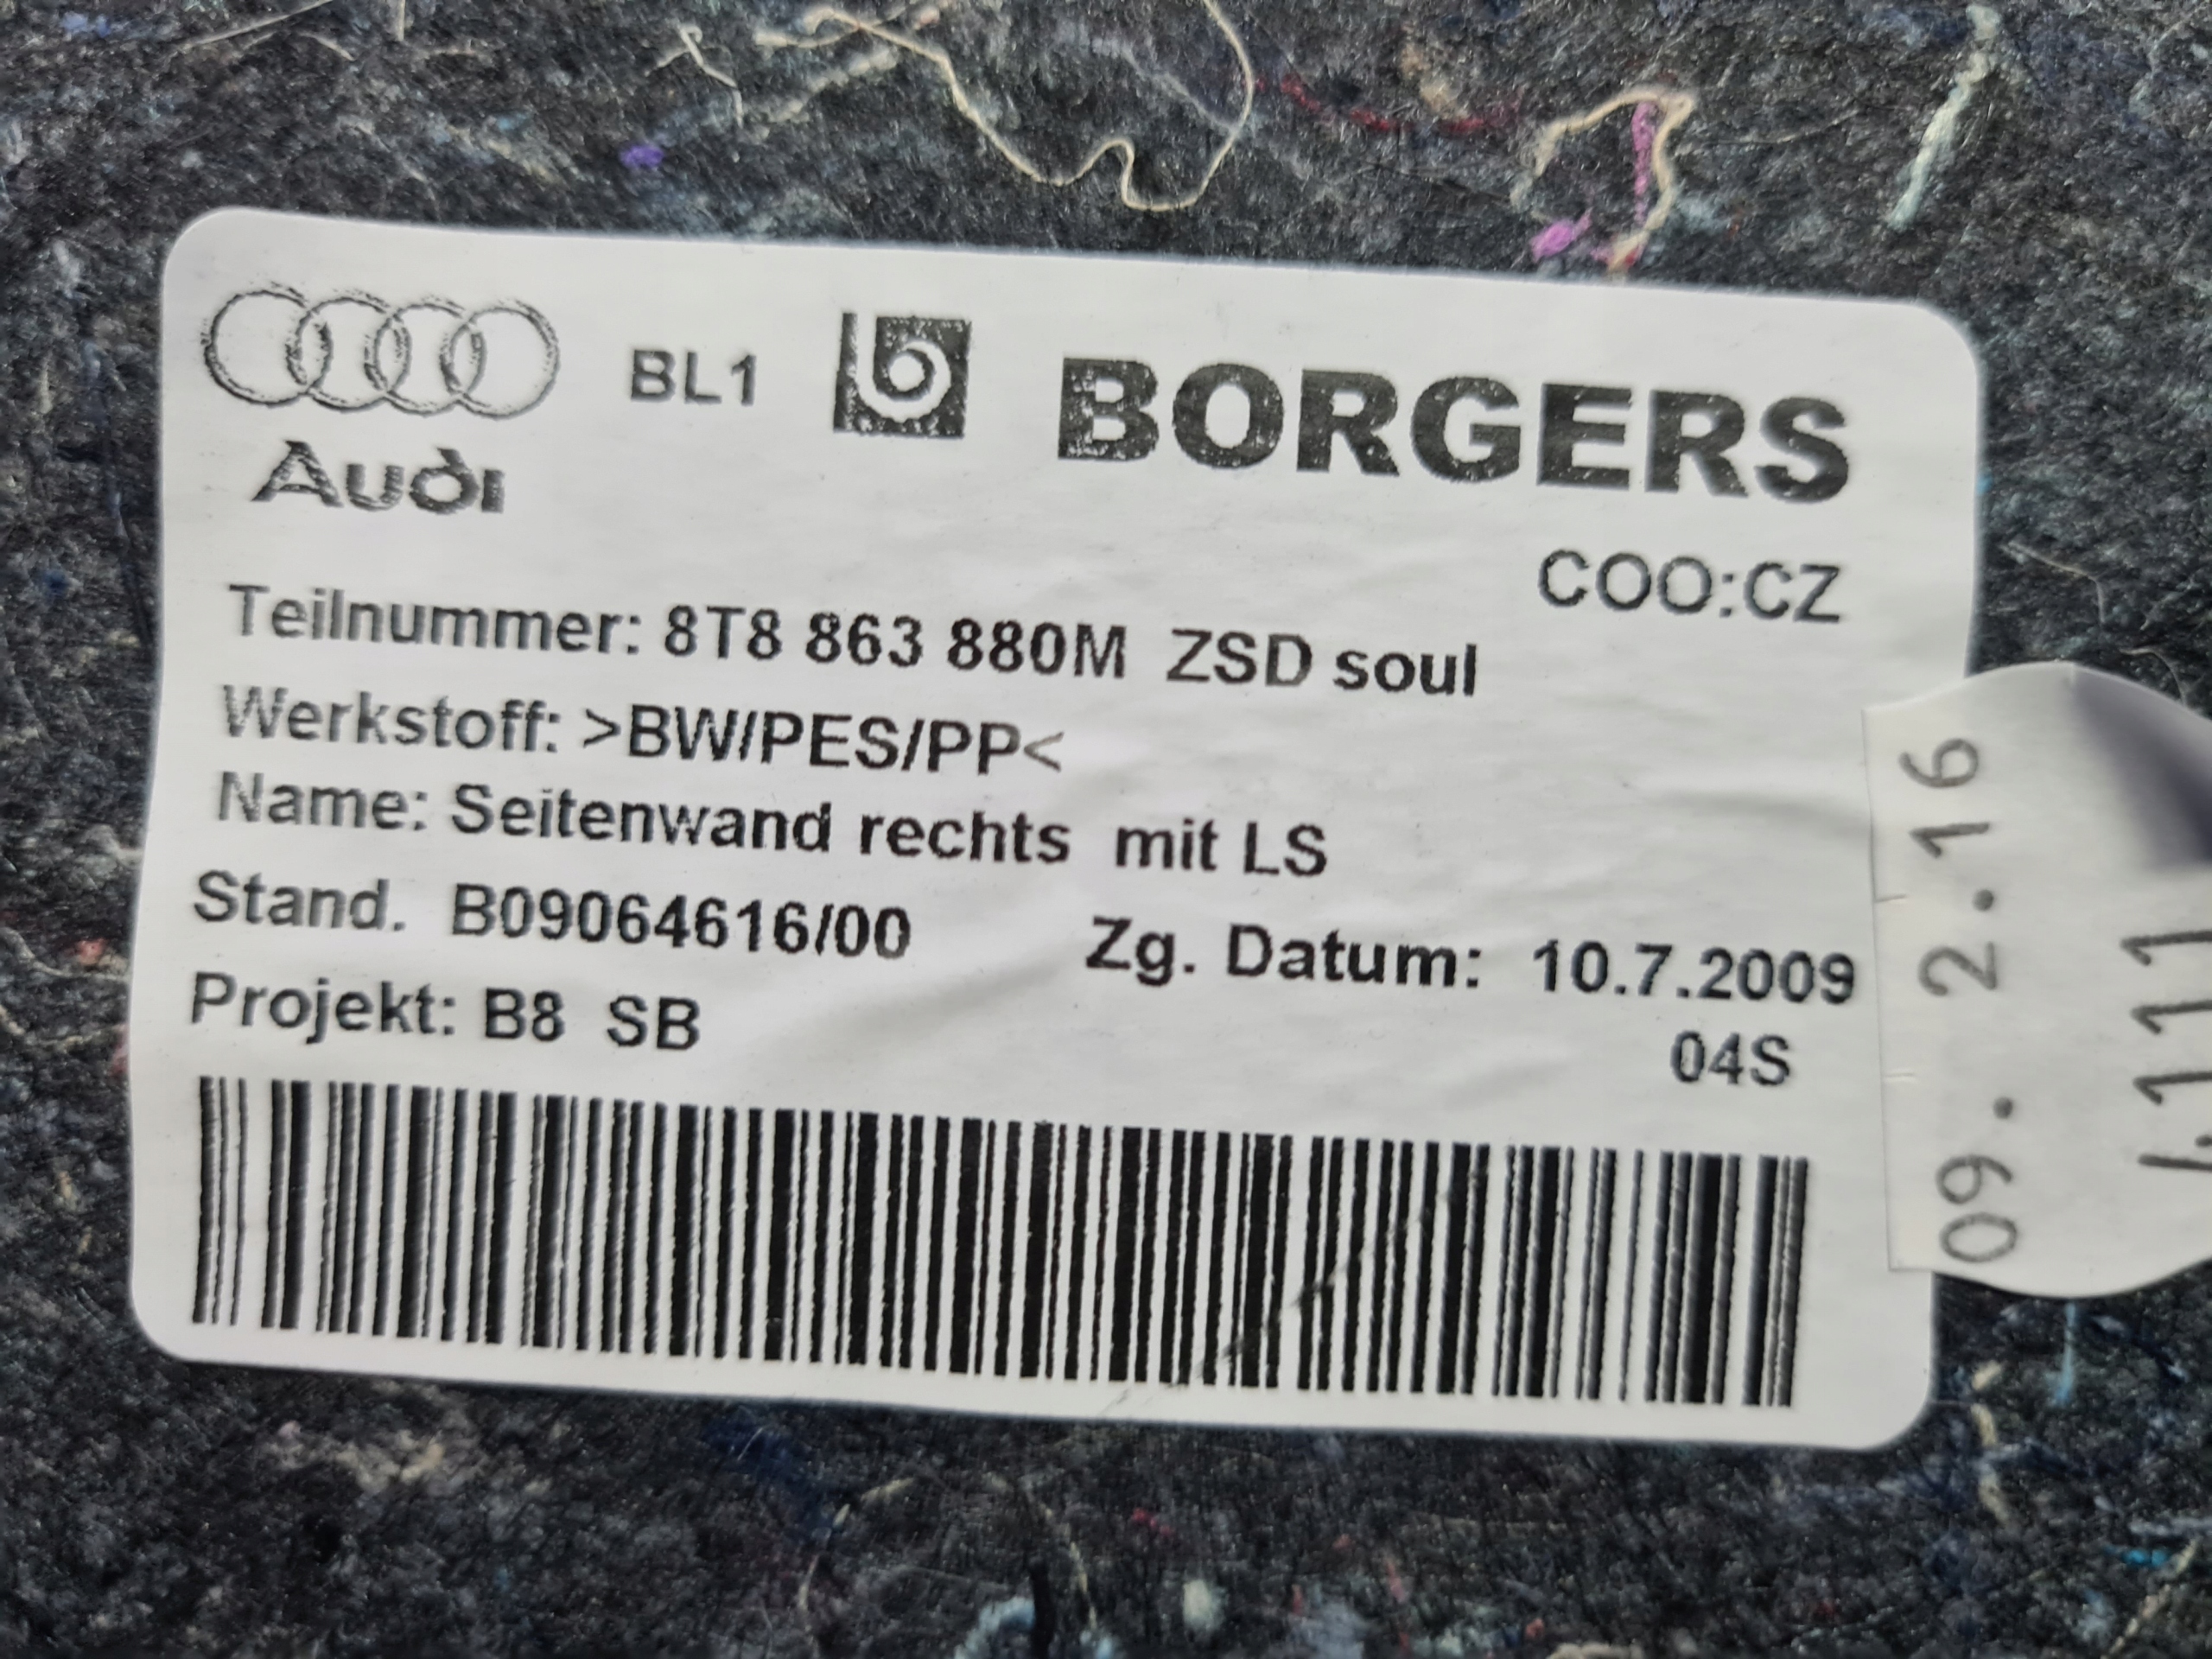 BL1 BORGERS
Audi
COO:CZ
Teilnummer: 8T8 863 880M ZSD soul
Werkstoff: >BW/PES/PP<
Name: Seitenwand rechts mit LS
Stand. B09064616/00 Zg. Datum: 10.7.2009
Projekt: B8 SB
04S
09. 2.16